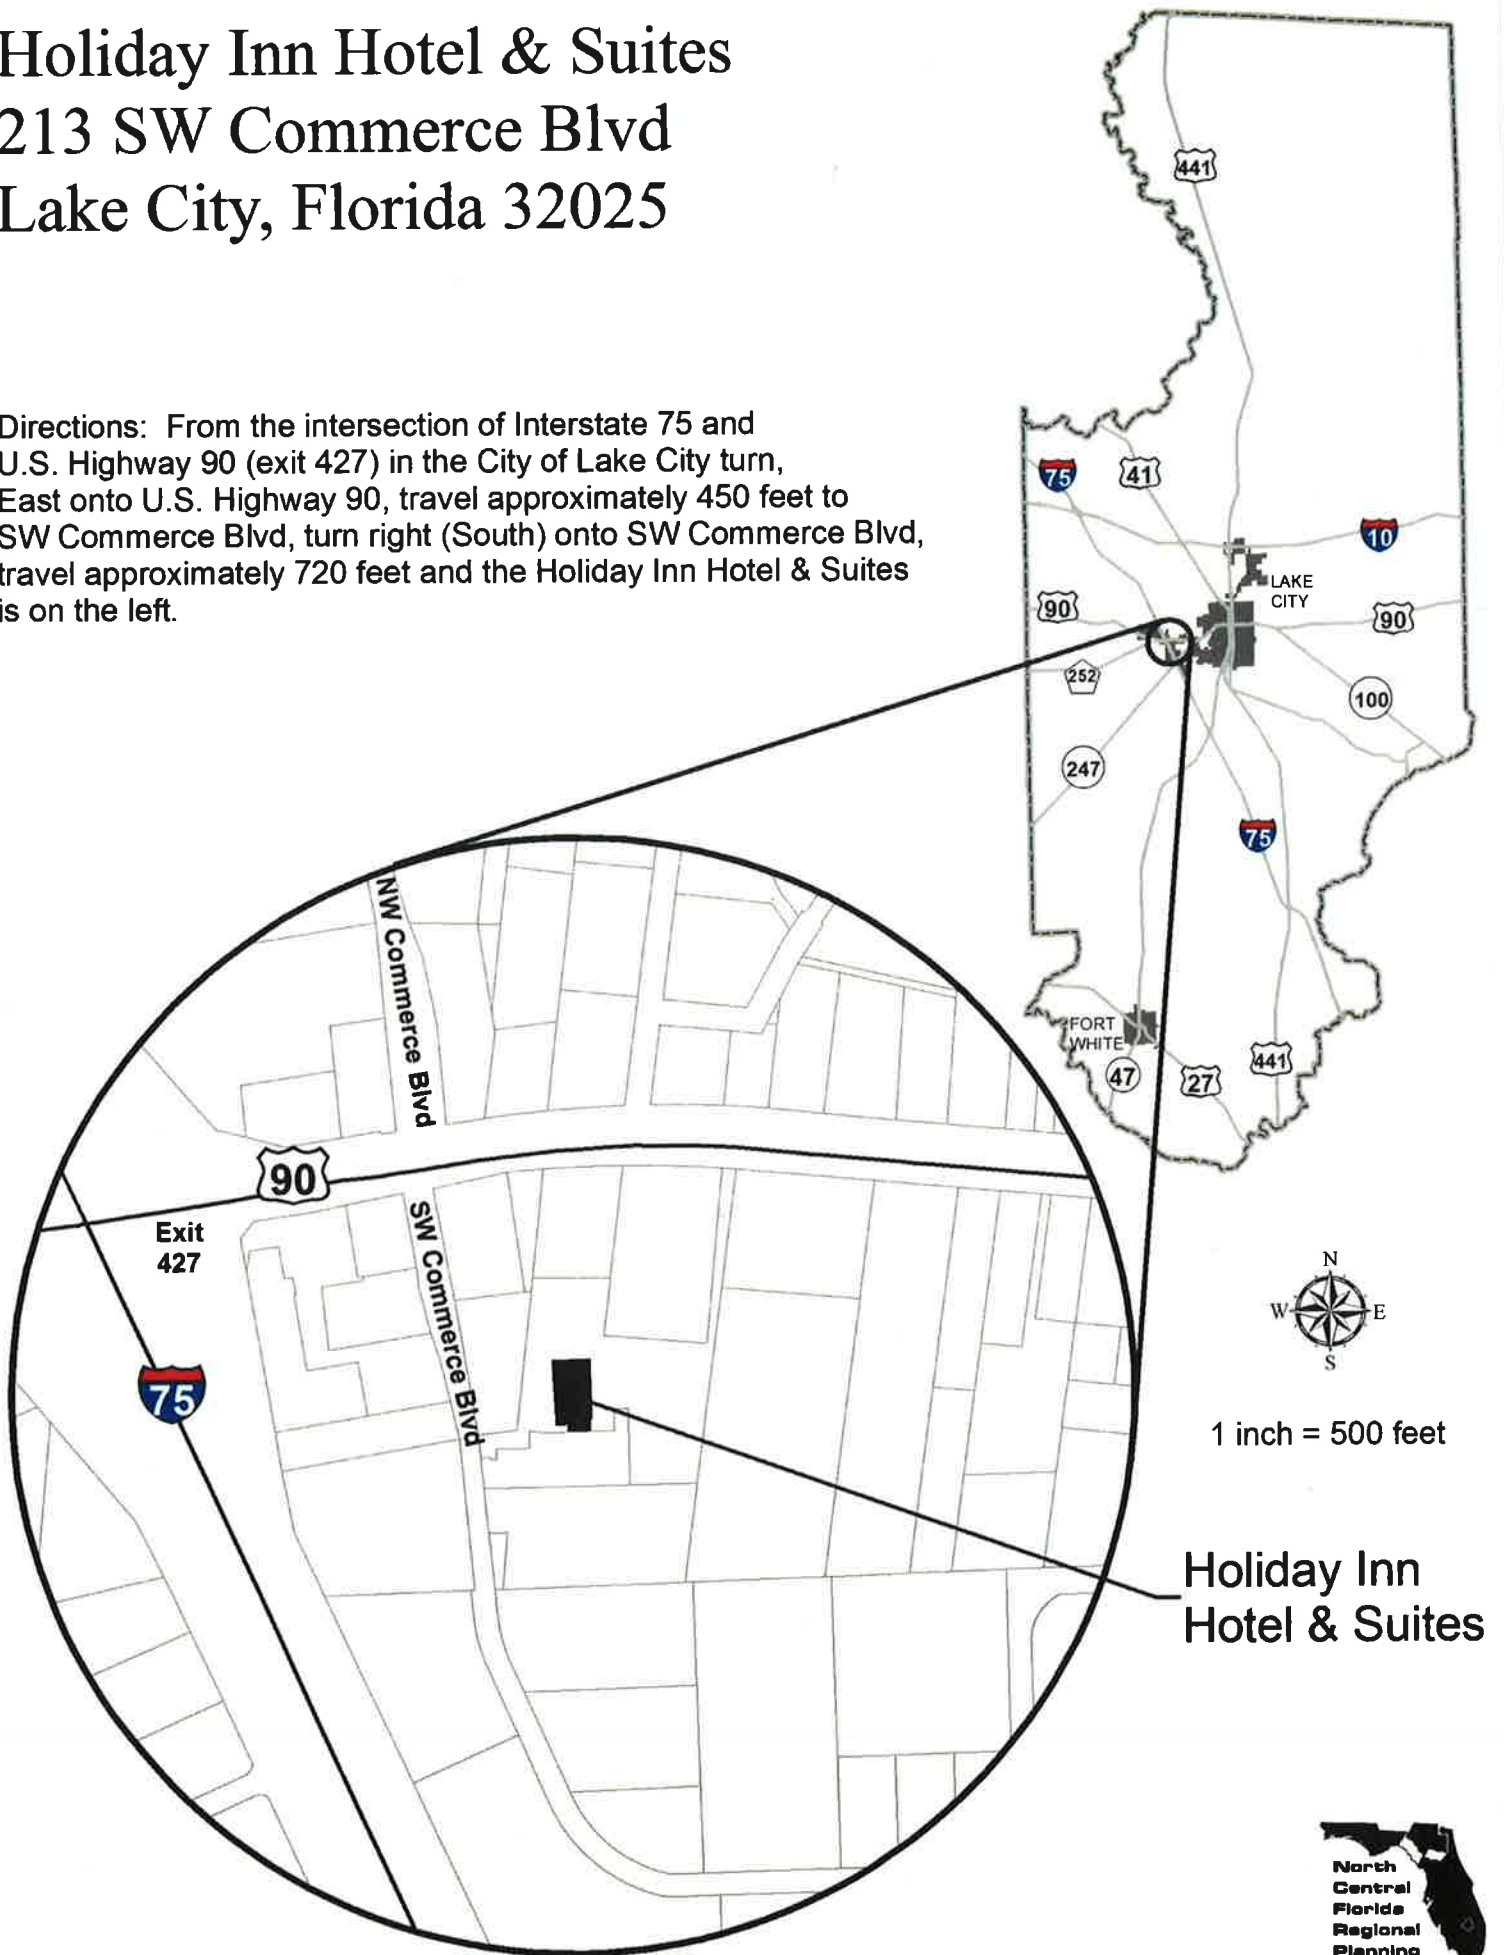 Holiday Inn Hotel & Suites
213 SW Commerce Blvd
Lake City, Florida 32025
Directions: From the intersection of Interstate 75 and
U.S. Highway 90 (exit 427) in the City of Lake City turn,
East onto U.S. Highway 90, travel approximately 450 feet to
SW Commerce Blvd, turn right (South) onto SW Commerce Blvd,
travel approximately 720 feet and the Holiday Inn Hotel & Suites
is on the left.
441
75
41
10
LAKE
CITY
90
90
252
100
247
75
FORT
WHITE
47
27
441
NW Commerce Blvd
90
Exit
427
SW Commerce Blvd
75
N
W
E
S
1 inch = 500 feet
Holiday Inn
Hotel & Suites
North
Central
Florida
Regional
Planning